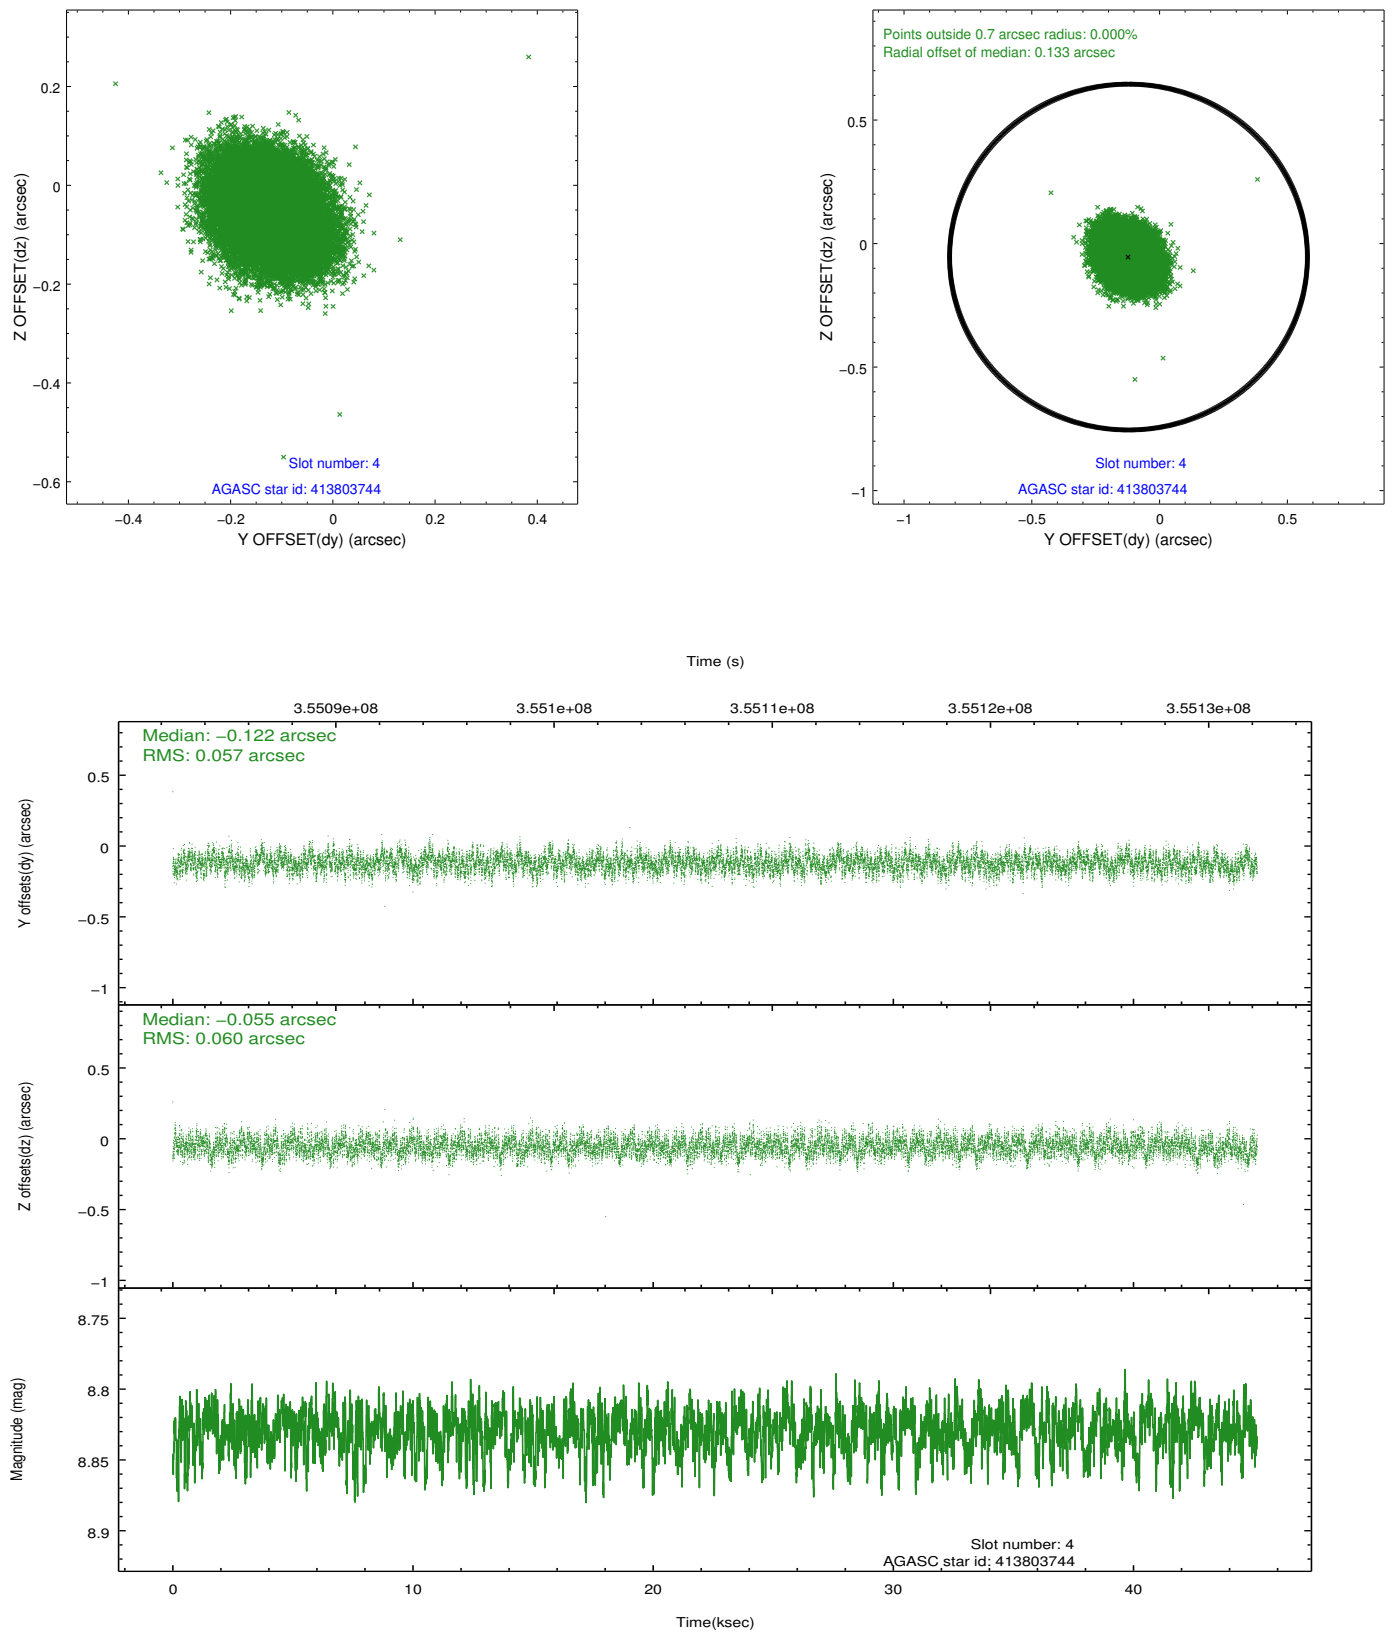 0.2
0
−0.2
−0.4
−0.6
Z OFFSET(dz) (arcsec)
Slot number: 4
AGASC star id: 413803744
−0.4
−0.2
0
0.2
0.4
Y OFFSET(dy) (arcsec)
Points outside 0.7 arcsec radius: 0.000%
Radial offset of median: 0.133 arcsec
0.5
0
−0.5
−1
Z OFFSET(dz) (arcsec)
Slot number: 4
AGASC star id: 413803744
−1
−0.5
0
0.5
Y OFFSET(dy) (arcsec)
Time (s)
3.5509e+08
3.551e+08
3.5511e+08
3.5512e+08
3.5513e+08
Median: −0.122 arcsec
RMS: 0.057 arcsec
0.5
0
−0.5
−1
Y offsets(dy) (arcsec)
Median: −0.055 arcsec
RMS: 0.060 arcsec
0.5
0
−0.5
−1
Z offsets(dz) (arcsec)
8.75
8.8
8.85
8.9
Magnitude (mag)
Slot number: 4
AGASC star id: 413803744
0
10
20
30
40
Time(ksec)